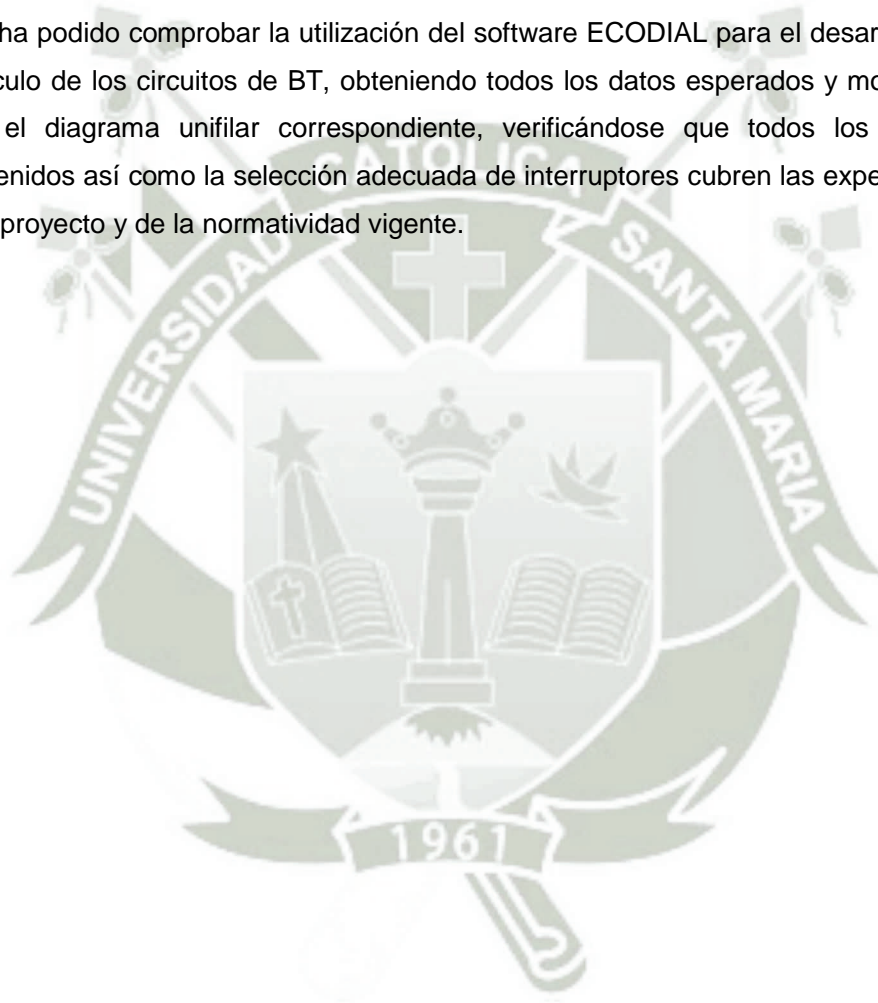 ha podido comprobar la utilización del software ECODIAL para el desar
culo de los circuitos de BT, obteniendo todos los datos esperados y mo
el diagrama unifilar correspondiente, verificándose que todos los
enidos así como la selección adecuada de interruptores cubren las expe
proyecto y de la normatividad vigente.
UNIVERSIDAD CATOLICA SANTA MARIA
1961